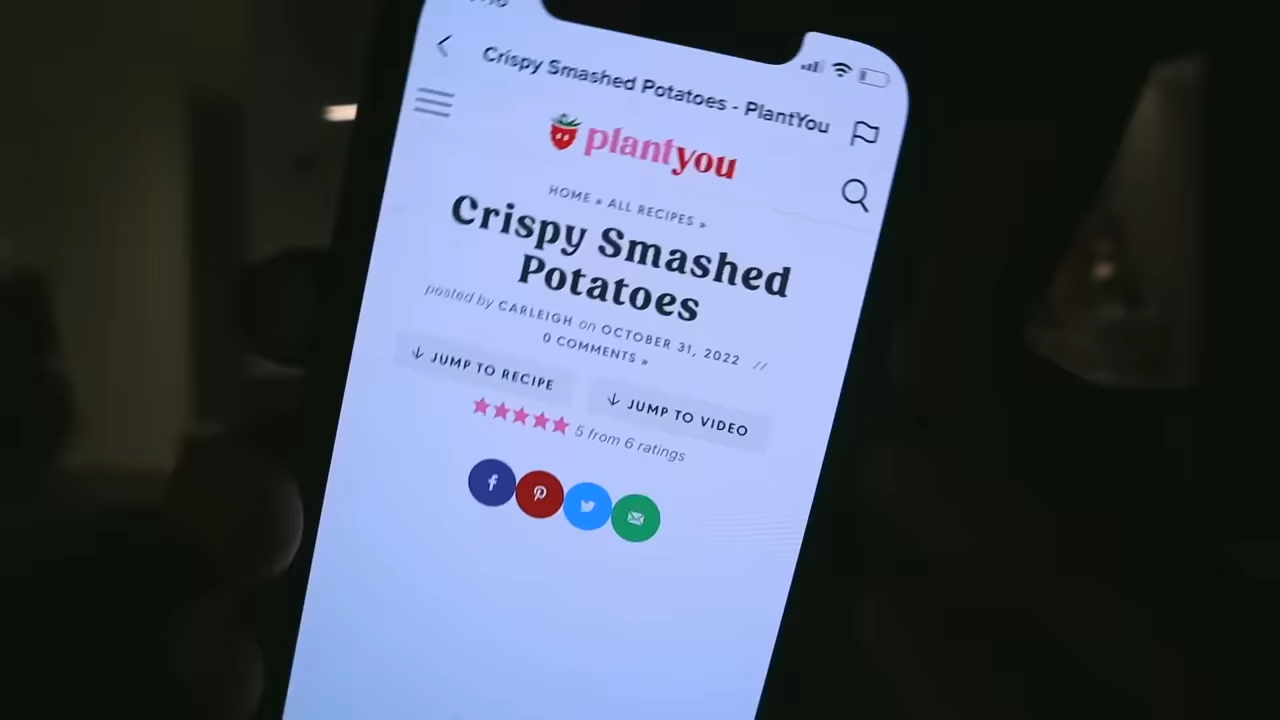 Crispy Smashed Potatoes - PlantYou
plantyou
HOME » ALL RECIPES »
Crispy Smashed
Potatoes
posted by CARLEIGH on OCTOBER 31, 2022 //
0 COMMENTS »
↓ JUMP TO RECIPE
↓ JUMP TO VIDEO
5 from 6 ratings